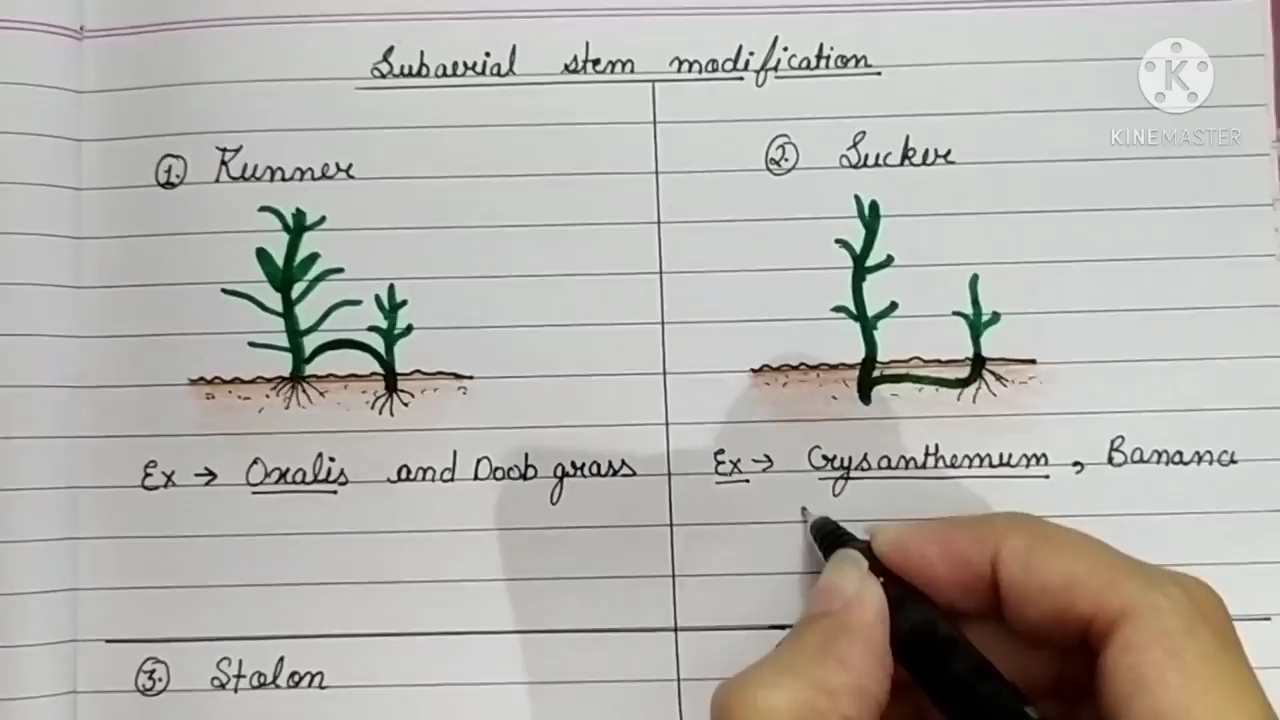 Subaerial stem modification
① Runner
② Sucker
Ex → Oxalis and Doob grass
Ex → Crysanthemum, Banana
③ Stolon
K
KINEMASTER